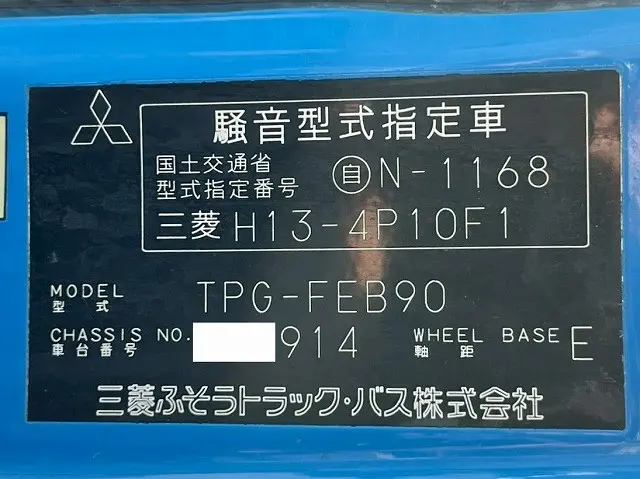 騒音型式指定車
国土交通省
型式指定番号 自N-1168
三菱 H13-4P10F1
MODEL TPG-FEB90
型式
CHASSIS NO. 914 WHEEL BASE E
車台番号 軸距
三菱ふそうトラック・バス株式会社